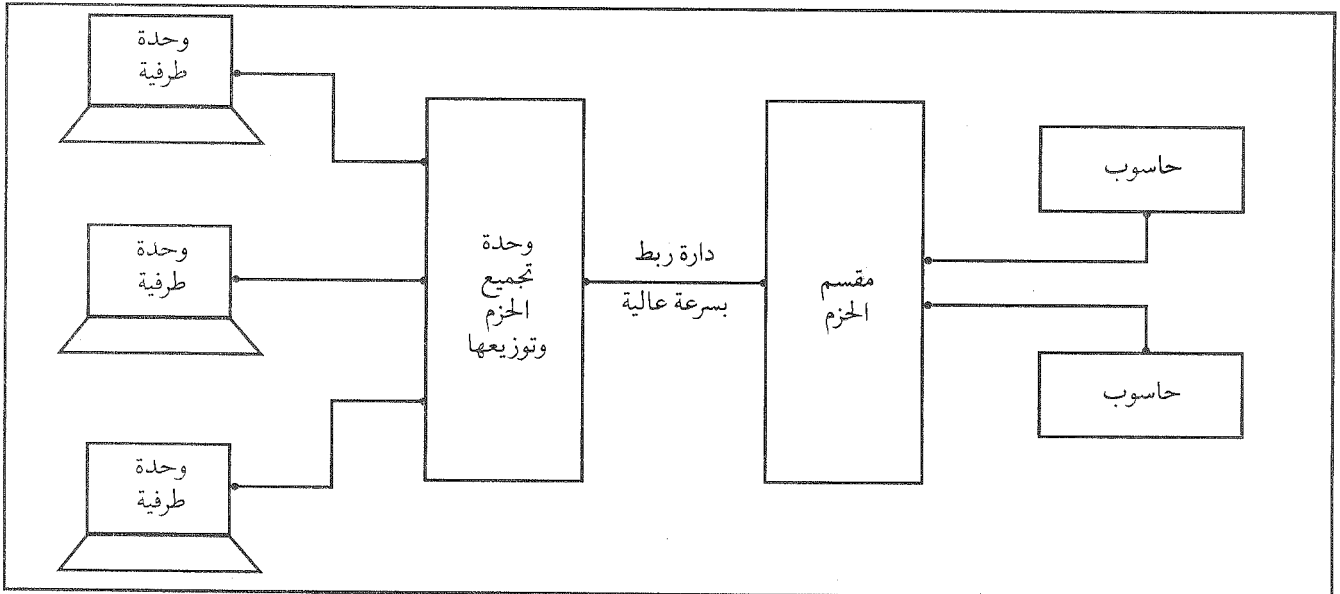 وحدة
طرفية
وحدة
طرفية
وحدة
طرفية
وحدة
تجميع
الحزم
وتوزيعها
دارة ربط
بسرعة عالية
مقسم
الحزم
حاسوب
حاسوب